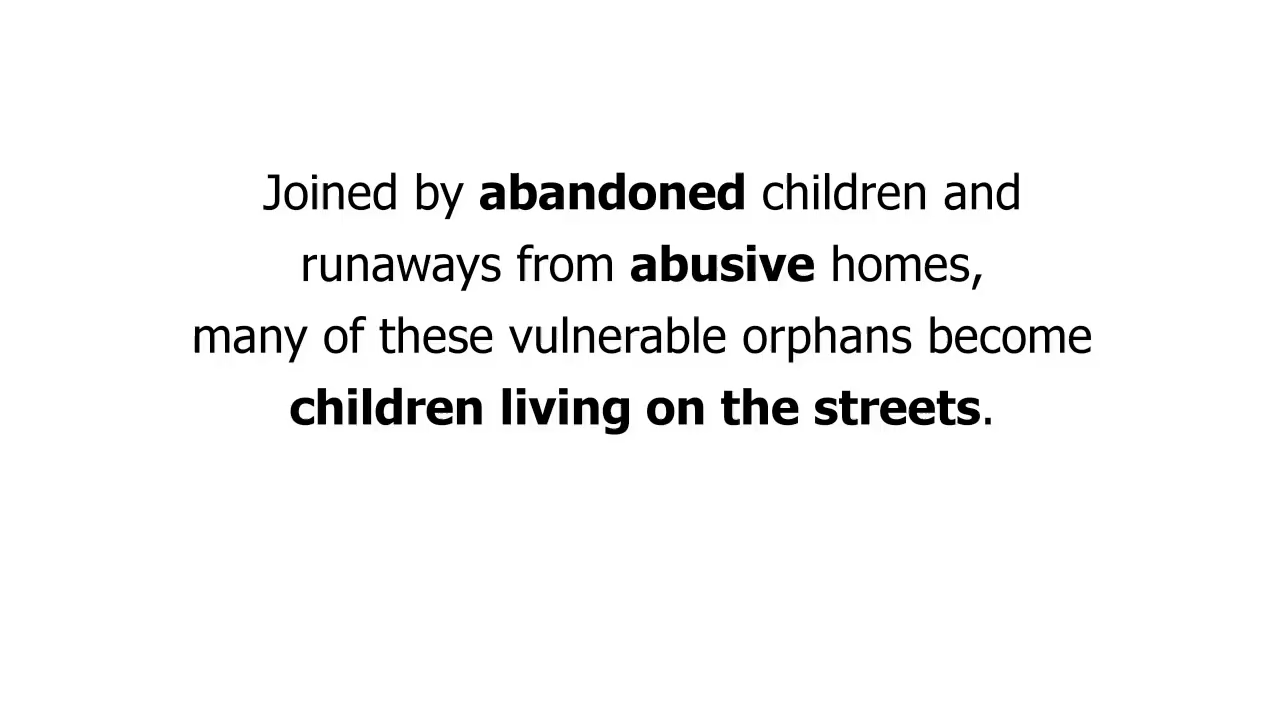 Joined by abandoned children and
runaways from abusive homes,
many of these vulnerable orphans become
children living on the streets.